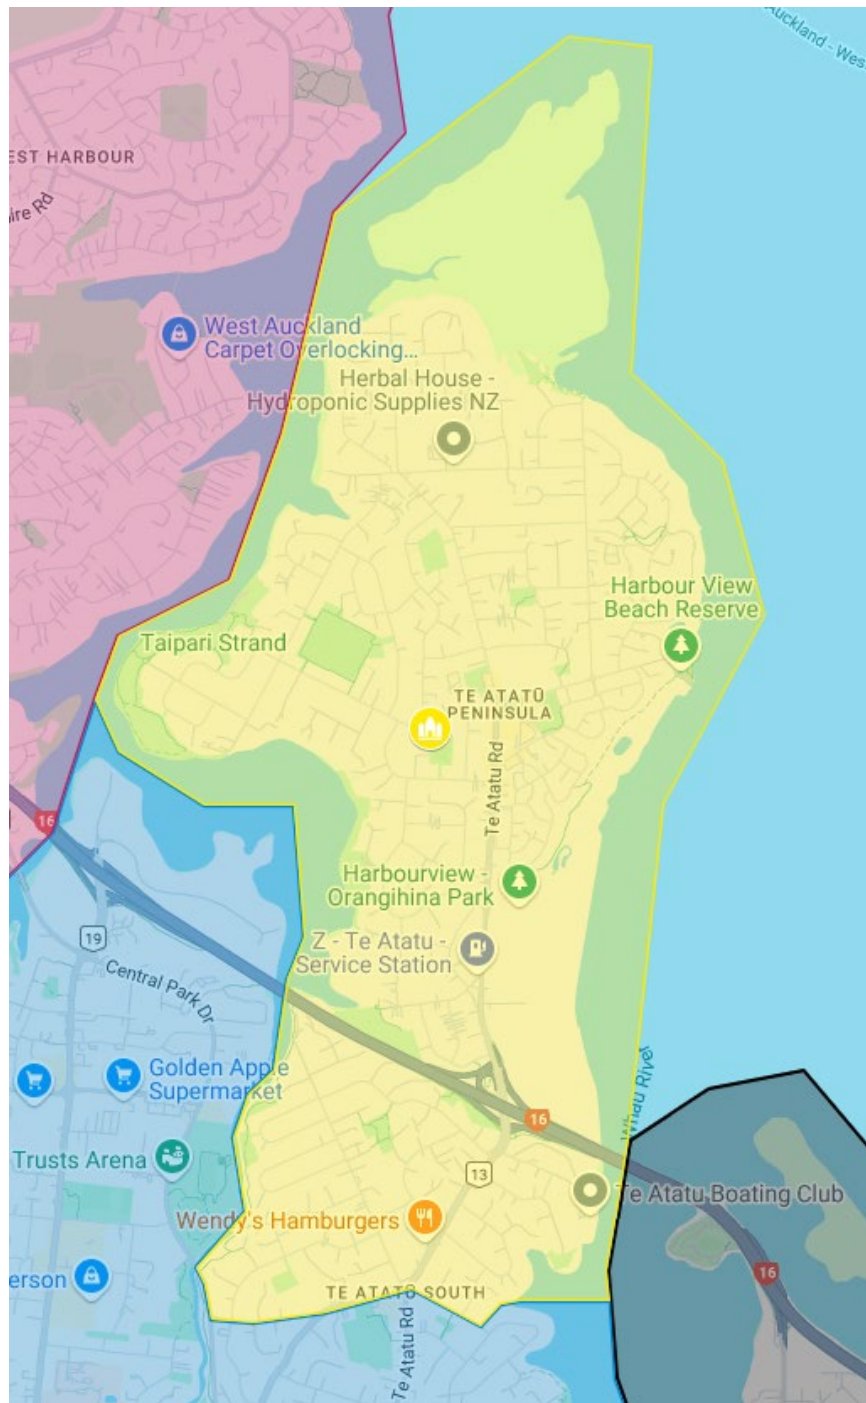 Auckland - Wes
EST HARBOUR
ire Rd
West Auckland
Carpet Overlocking...
Herbal House -
Hydroponic Supplies NZ
Harbour View
Beach Reserve
Taipari Strand
TE ATATŪ
PENINSULA
Te Atatu Rd
16
Harbourview -
Orangihina Park
19
Z - Te Atatu -
Service Station
Central Park Dr
Golden Apple
Supermarket
Whau River
16
Trusts Arena
13
Te Atatu Boating Club
Wendy's Hamburgers
erson
16
TE ATATŪ SOUTH
Te Atatu Rd